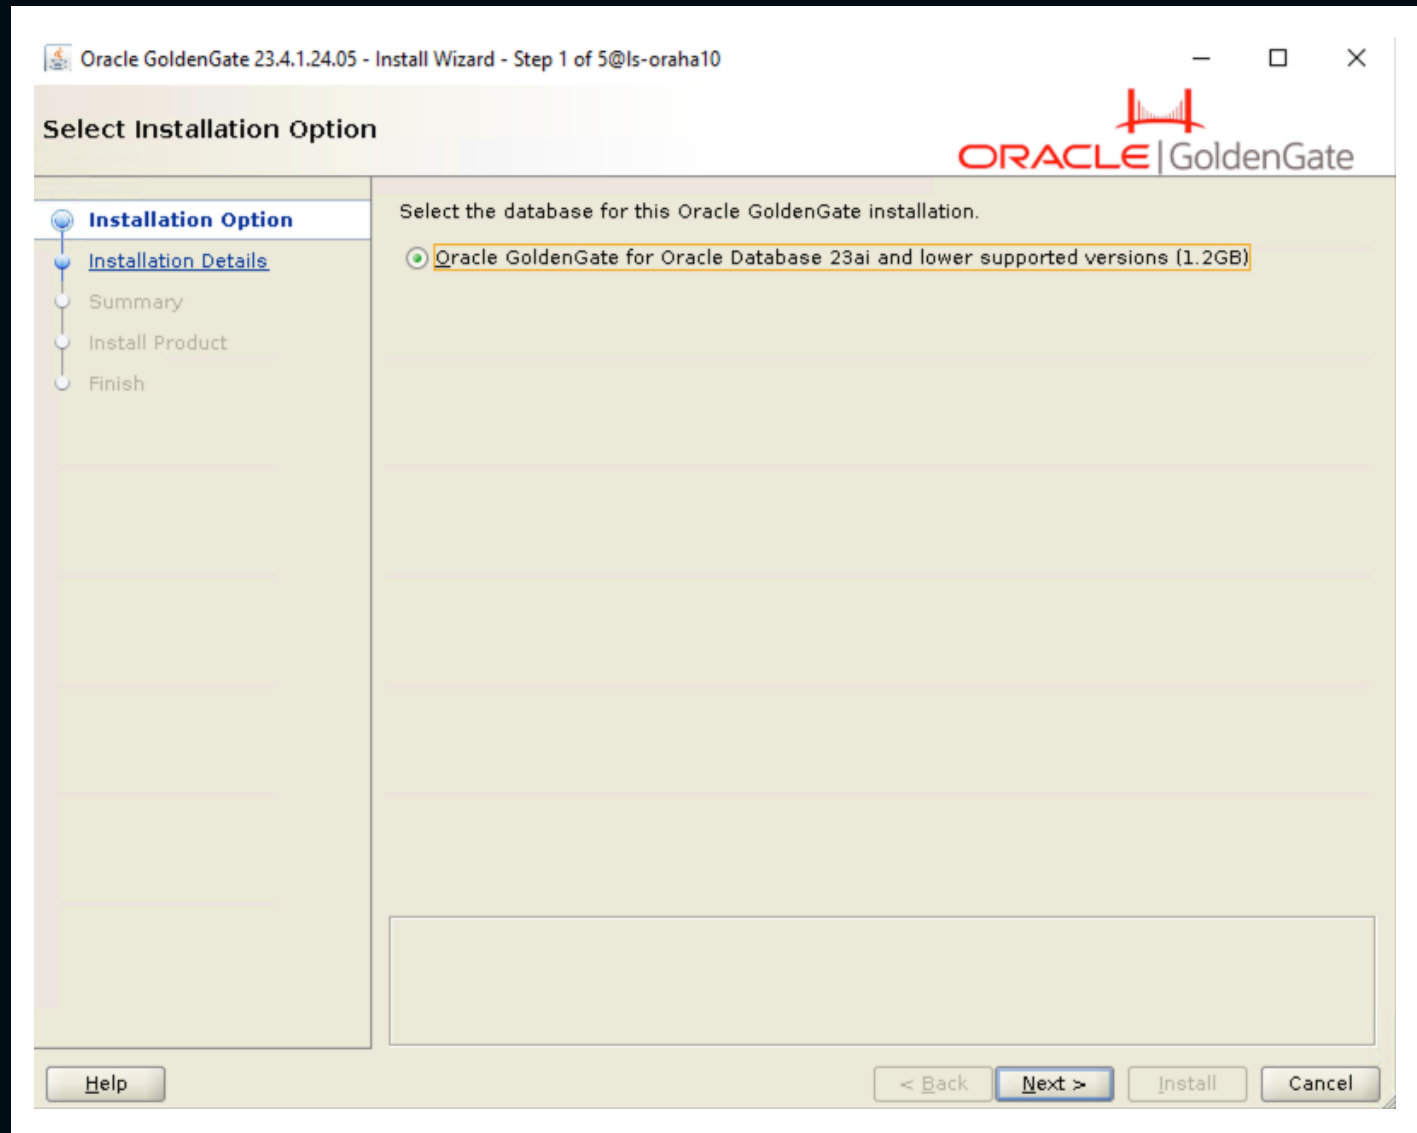 Oracle GoldenGate 23.4.1.24.05 - Install Wizard - Step 1 of 5@ls-oraha10
Select Installation Option
ORACLE GoldenGate
Installation Option
Installation Details
Summary
Install Product
Finish
Select the database for this Oracle GoldenGate installation.
Oracle GoldenGate for Oracle Database 23ai and lower supported versions (1.2GB)
Help
< Back
Next >
Install
Cancel